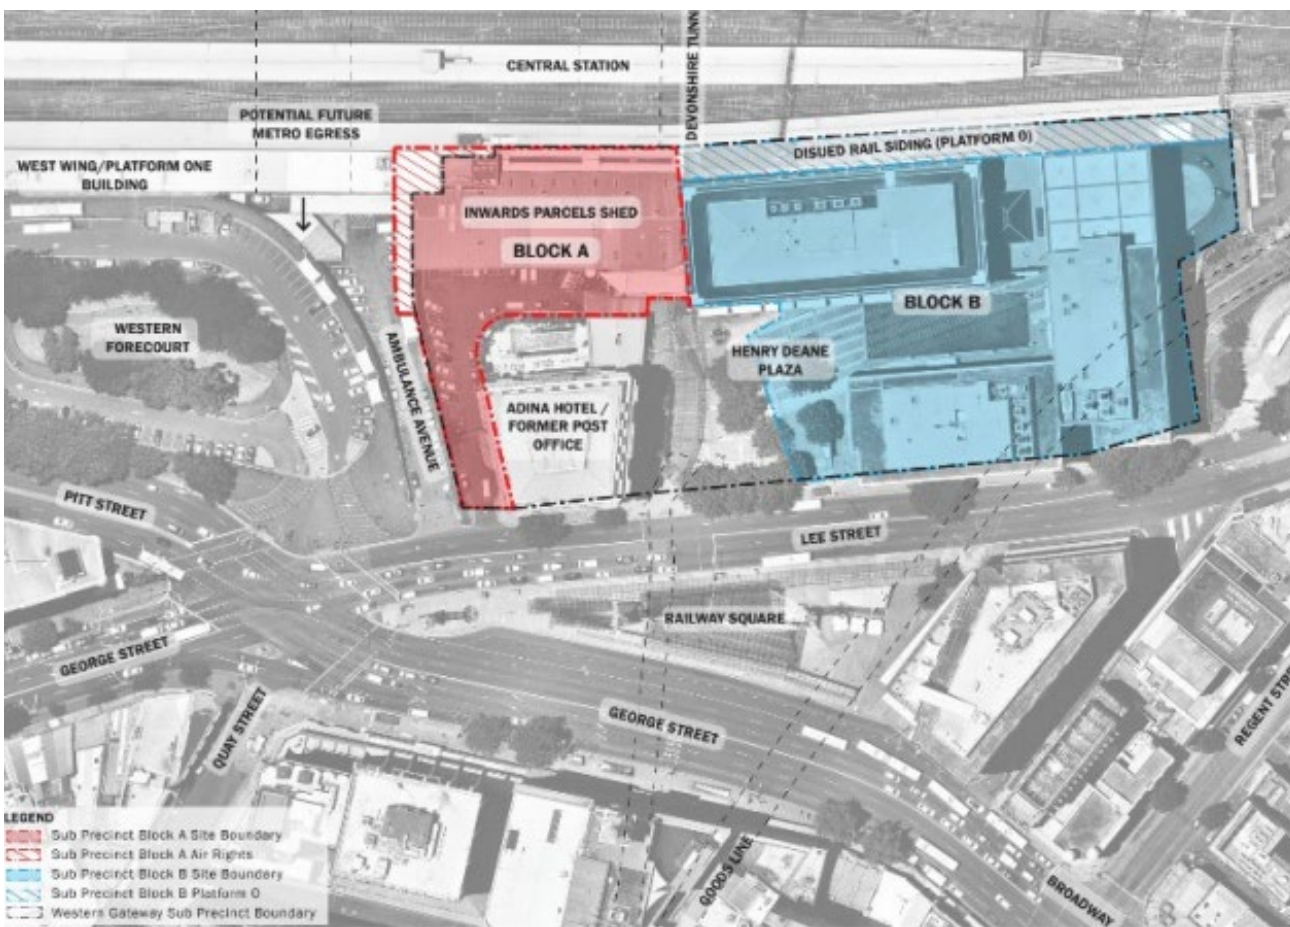 CENTRAL STATION
DEVONSHIRE TUNN
POTENTIAL FUTURE
METRO EGRESS
DISUED RAIL SIDING (PLATFORM 0)
WEST WING/PLATFORM ONE
BUILDING
INWARDS PARCELS SHED
BLOCK A
BLOCK B
WESTERN
FORECOURT
AMBULANCE AVENUE
HENRY DEANE
PLAZA
ADINA HOTEL /
FORMER POST
OFFICE
PITT STREET
LEE STREET
RAILWAY SQUARE
GEORGE STREET
QUAY STREET
GEORGE STREET
REGENT STRE
GOODS LINE
BROADWAY
LEGEND
Sub Precinct Block A Site Boundary
Sub Precinct Block A Air Rights
Sub Precinct Block B Site Boundary
Sub Precinct Block B Platform 0
Western Gateway Sub Precinct Boundary